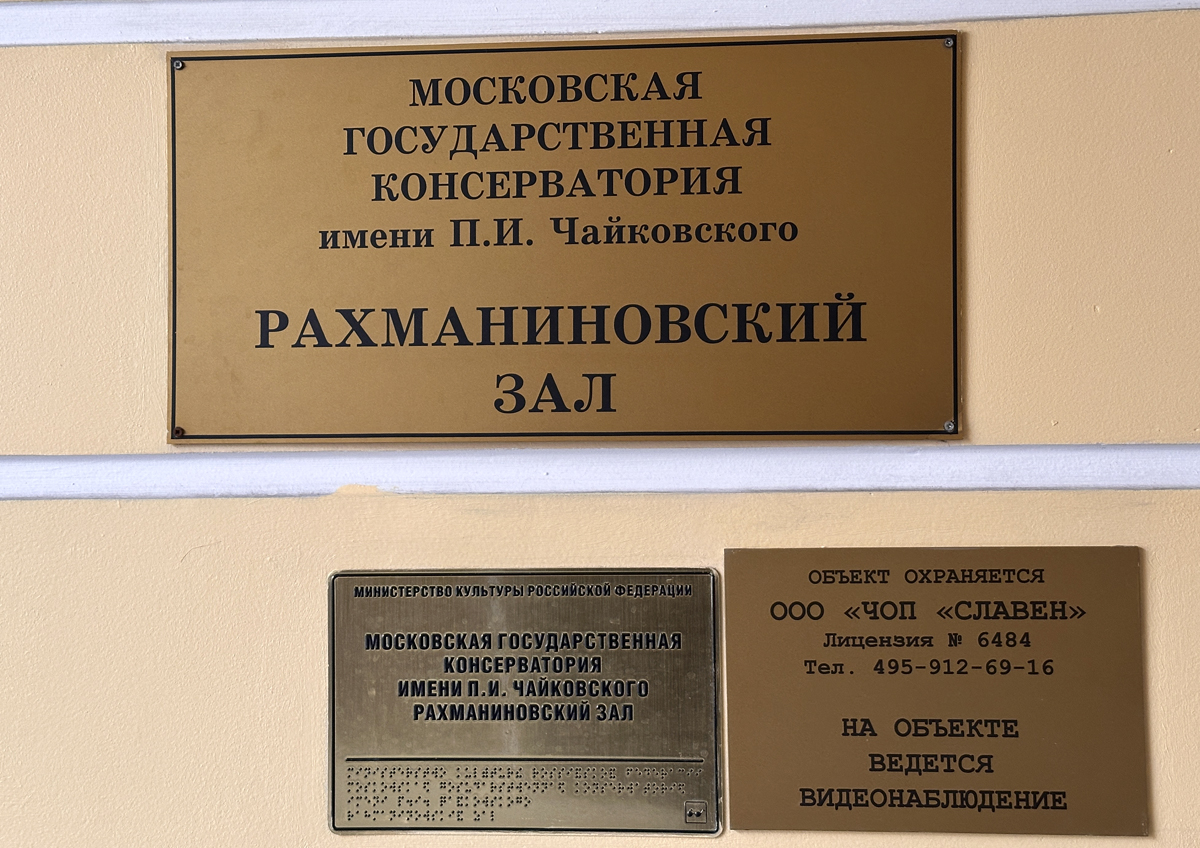 МОСКОВСКАЯ
ГОСУДАРСТВЕННАЯ
КОНСЕРВАТОРИЯ
имени П.И. Чайковского
РАХМАНИНОВСКИЙ
ЗАЛ
МИНИСТЕРСТВО КУЛЬТУРЫ РОССИЙСКОЙ ФЕДЕРАЦИИ
МОСКОВСКАЯ ГОСУДАРСТВЕННАЯ
КОНСЕРВАТОРИЯ
ИМЕНИ П.И. ЧАЙКОВСКОГО
РАХМАНИНОВСКИЙ ЗАЛ
ОБЪЕКТ ОХРАНЯЕТСЯ
ООО «ЧОП «СЛАВЕН»
Лицензия № 6484
Тел. 495-912-69-16
НА ОБЪЕКТЕ
ВЕДЕТСЯ
ВИДЕОНАБЛЮДЕНИЕ